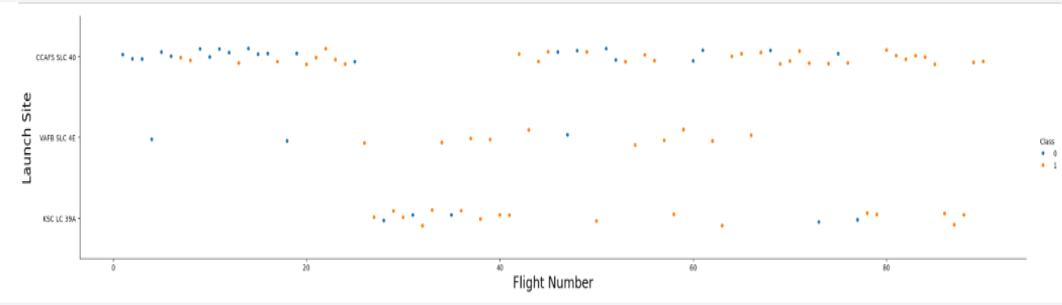 Launch Site
CCAFS SLC 40
VAFB SLC 4E
KSC LC 39A
0 20 40 60 80
Flight Number
Class
0
1